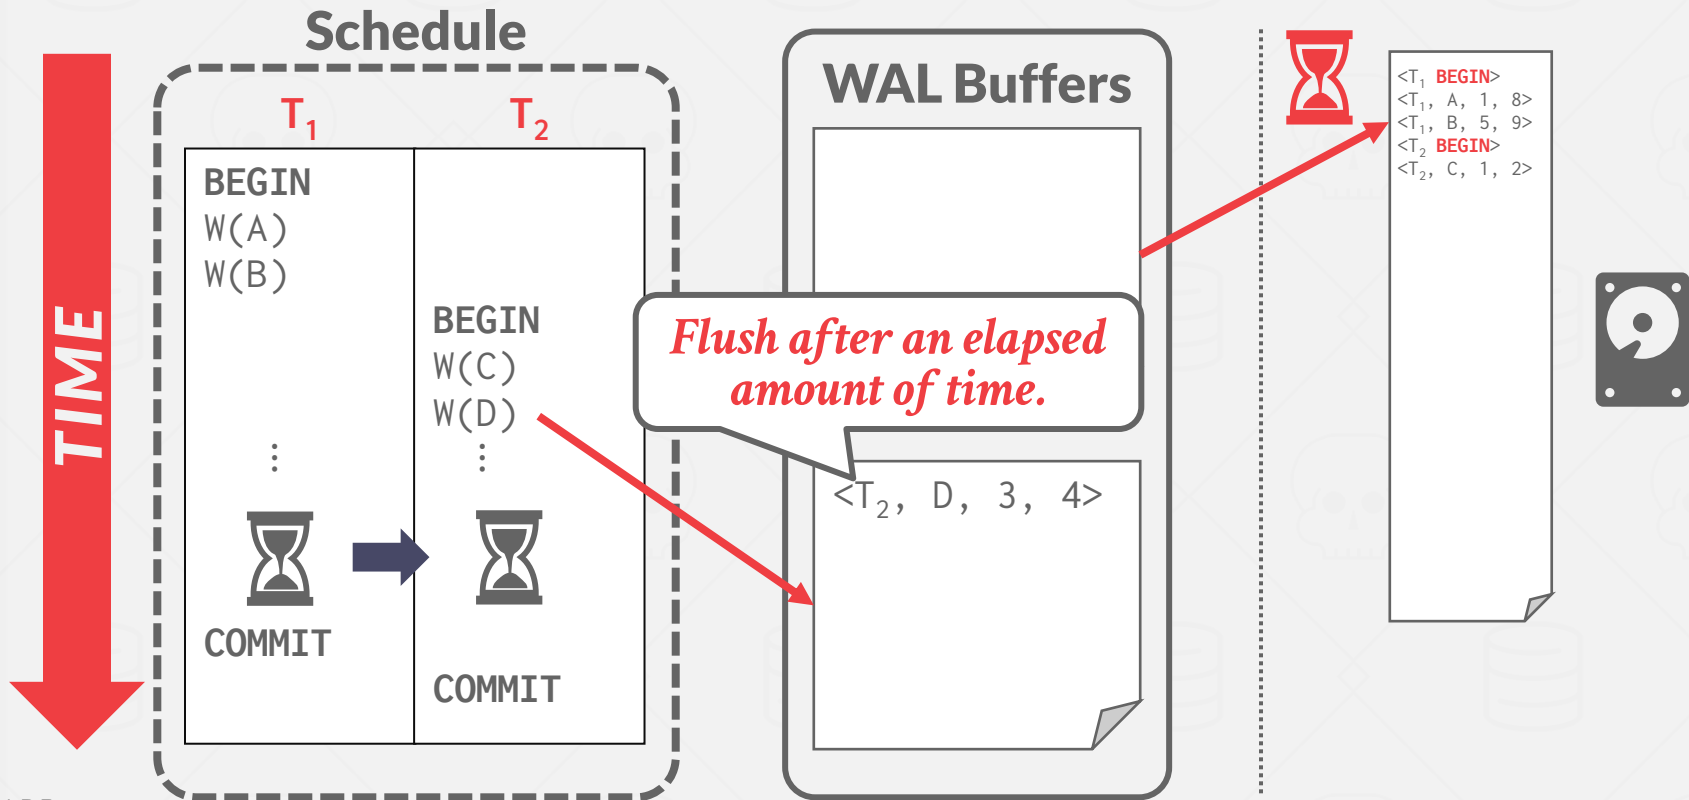 Schedule
TIME
T₁ T₂
BEGIN
W(A)
W(B)
⋮
COMMIT
BEGIN
W(C)
W(D)
⋮
COMMIT
WAL Buffers
Flush after an elapsed
amount of time.
<T₂, D, 3, 4>
<T₁ BEGIN>
<T₁, A, 1, 8>
<T₁, B, 5, 9>
<T₂ BEGIN>
<T₂, C, 1, 2>